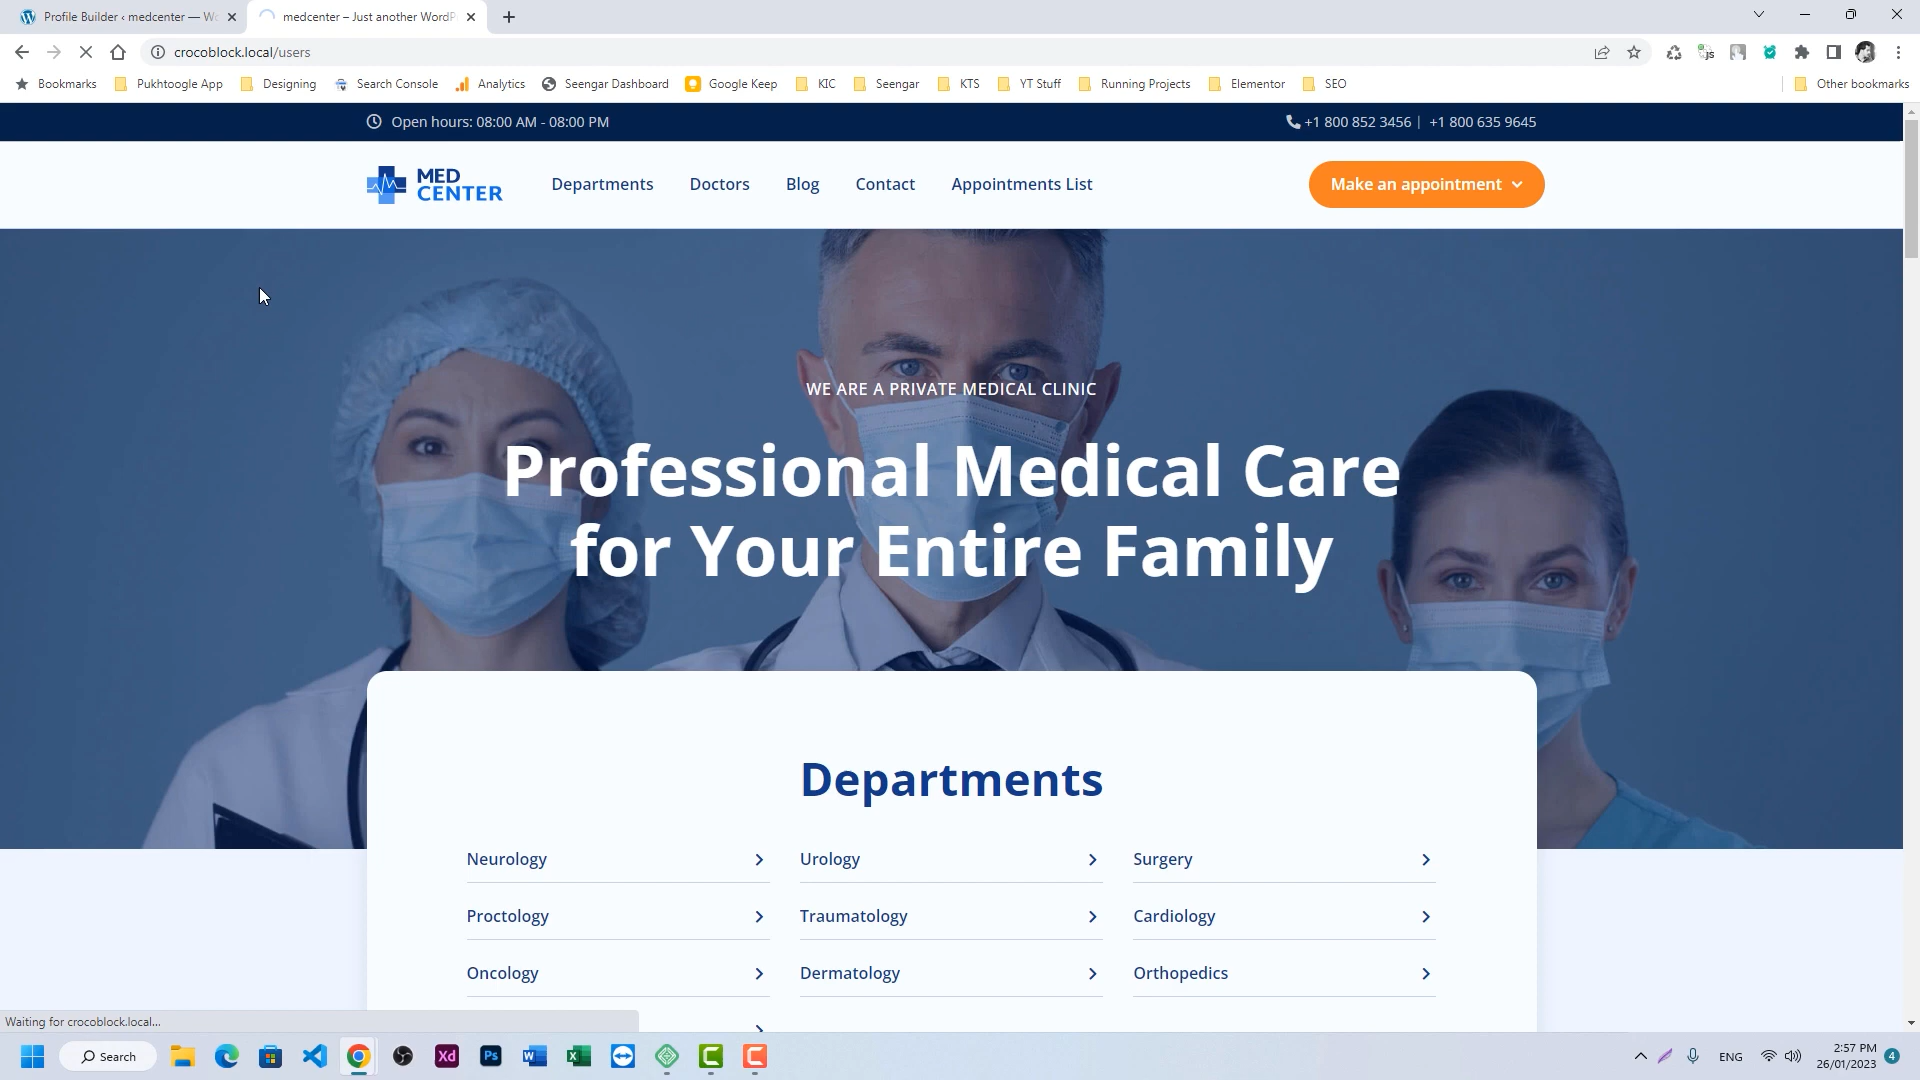 Profile Builder ‹ medcenter — Wo
medcenter – Just another WordP
crocoblock.local/users
Bookmarks
Pukhtoogle App
Designing
Search Console
Analytics
Seengar Dashboard
Google Keep
KIC
Seengar
KTS
YT Stuff
Running Projects
Elementor
SEO
Other bookmarks
Open hours: 08:00 AM - 08:00 PM
+1 800 852 3456 | +1 800 635 9645
MED
CENTER
Departments
Doctors
Blog
Contact
Appointments List
Make an appointment
WE ARE A PRIVATE MEDICAL CLINIC
Professional Medical Care
for Your Entire Family
Departments
Neurology
Urology
Surgery
Proctology
Traumatology
Cardiology
Oncology
Dermatology
Orthopedics
Waiting for crocoblock.local...
Search
Xd
Ps
ENG
2:57 PM
26/01/2023
4